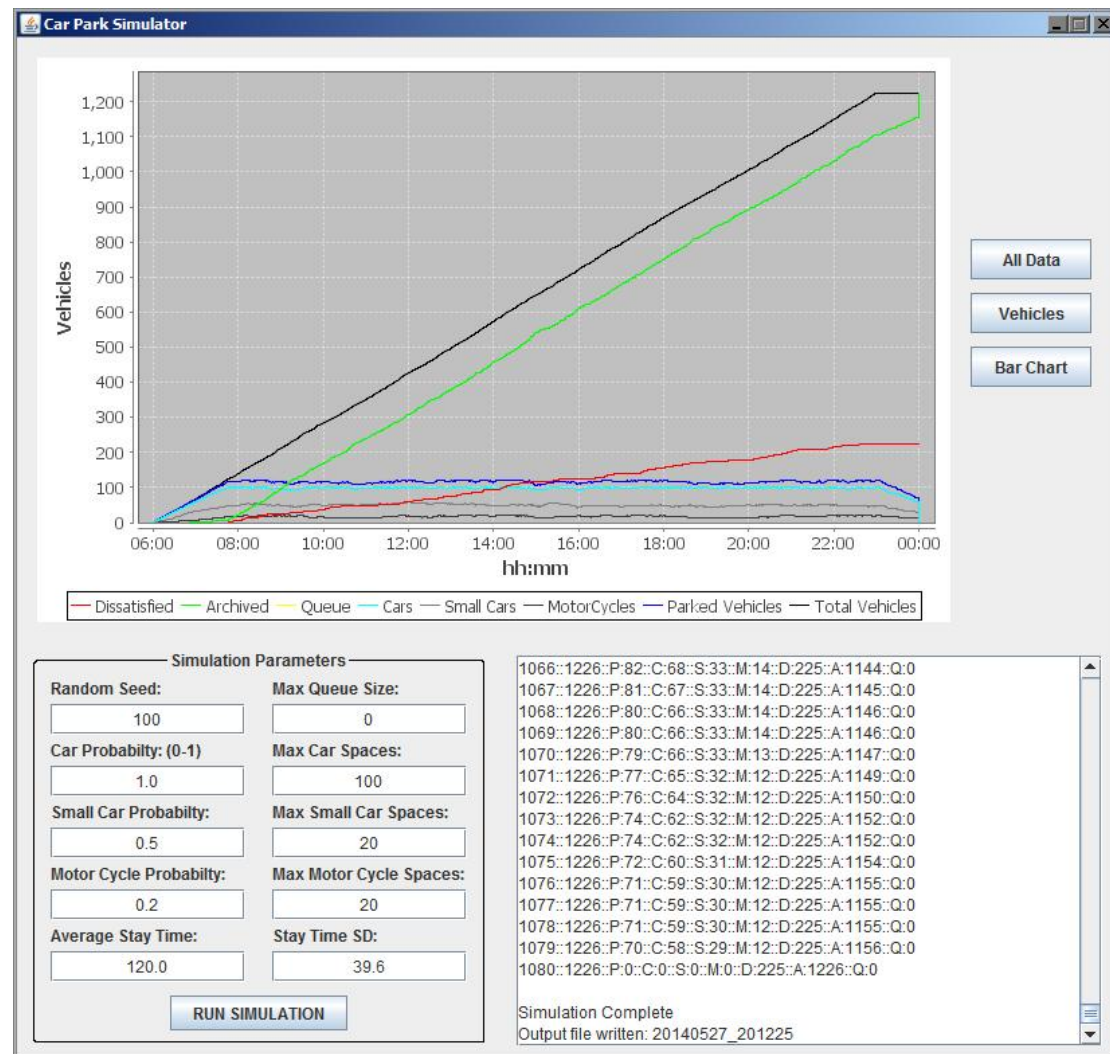 Car Park Simulator
1,200
1,100
1,000
900
800
700
600
500
400
300
200
100
0
Vehicles
06:00 08:00 10:00 12:00 14:00 16:00 18:00 20:00 22:00 00:00
hh:mm
Dissatisfied Archived Queue Cars Small Cars MotorCycles Parked Vehicles Total Vehicles
All Data
Vehicles
Bar Chart
Simulation Parameters
Random Seed: Max Queue Size:
100 0
Car Probabilty: (0-1) Max Car Spaces:
1.0 100
Small Car Probabilty: Max Small Car Spaces:
0.5 20
Motor Cycle Probabilty: Max Motor Cycle Spaces:
0.2 20
Average Stay Time: Stay Time SD:
120.0 39.6
RUN SIMULATION
1066::1226::P:82::C:68::S:33::M:14::D:225::A:1144::Q:0
1067::1226::P:81::C:67::S:33::M:14::D:225::A:1145::Q:0
1068::1226::P:80::C:66::S:33::M:14::D:225::A:1146::Q:0
1069::1226::P:80::C:66::S:33::M:14::D:225::A:1146::Q:0
1070::1226::P:79::C:66::S:33::M:13::D:225::A:1147::Q:0
1071::1226::P:77::C:65::S:32::M:12::D:225::A:1149::Q:0
1072::1226::P:76::C:64::S:32::M:12::D:225::A:1150::Q:0
1073::1226::P:74::C:62::S:32::M:12::D:225::A:1152::Q:0
1074::1226::P:74::C:62::S:32::M:12::D:225::A:1152::Q:0
1075::1226::P:72::C:60::S:31::M:12::D:225::A:1154::Q:0
1076::1226::P:71::C:59::S:30::M:12::D:225::A:1155::Q:0
1077::1226::P:71::C:59::S:30::M:12::D:225::A:1155::Q:0
1078::1226::P:71::C:59::S:30::M:12::D:225::A:1155::Q:0
1079::1226::P:70::C:58::S:29::M:12::D:225::A:1156::Q:0
1080::1226::P:0::C:0::S:0::M:0::D:225::A:1226::Q:0
Simulation Complete
Output file written: 20140527_201225